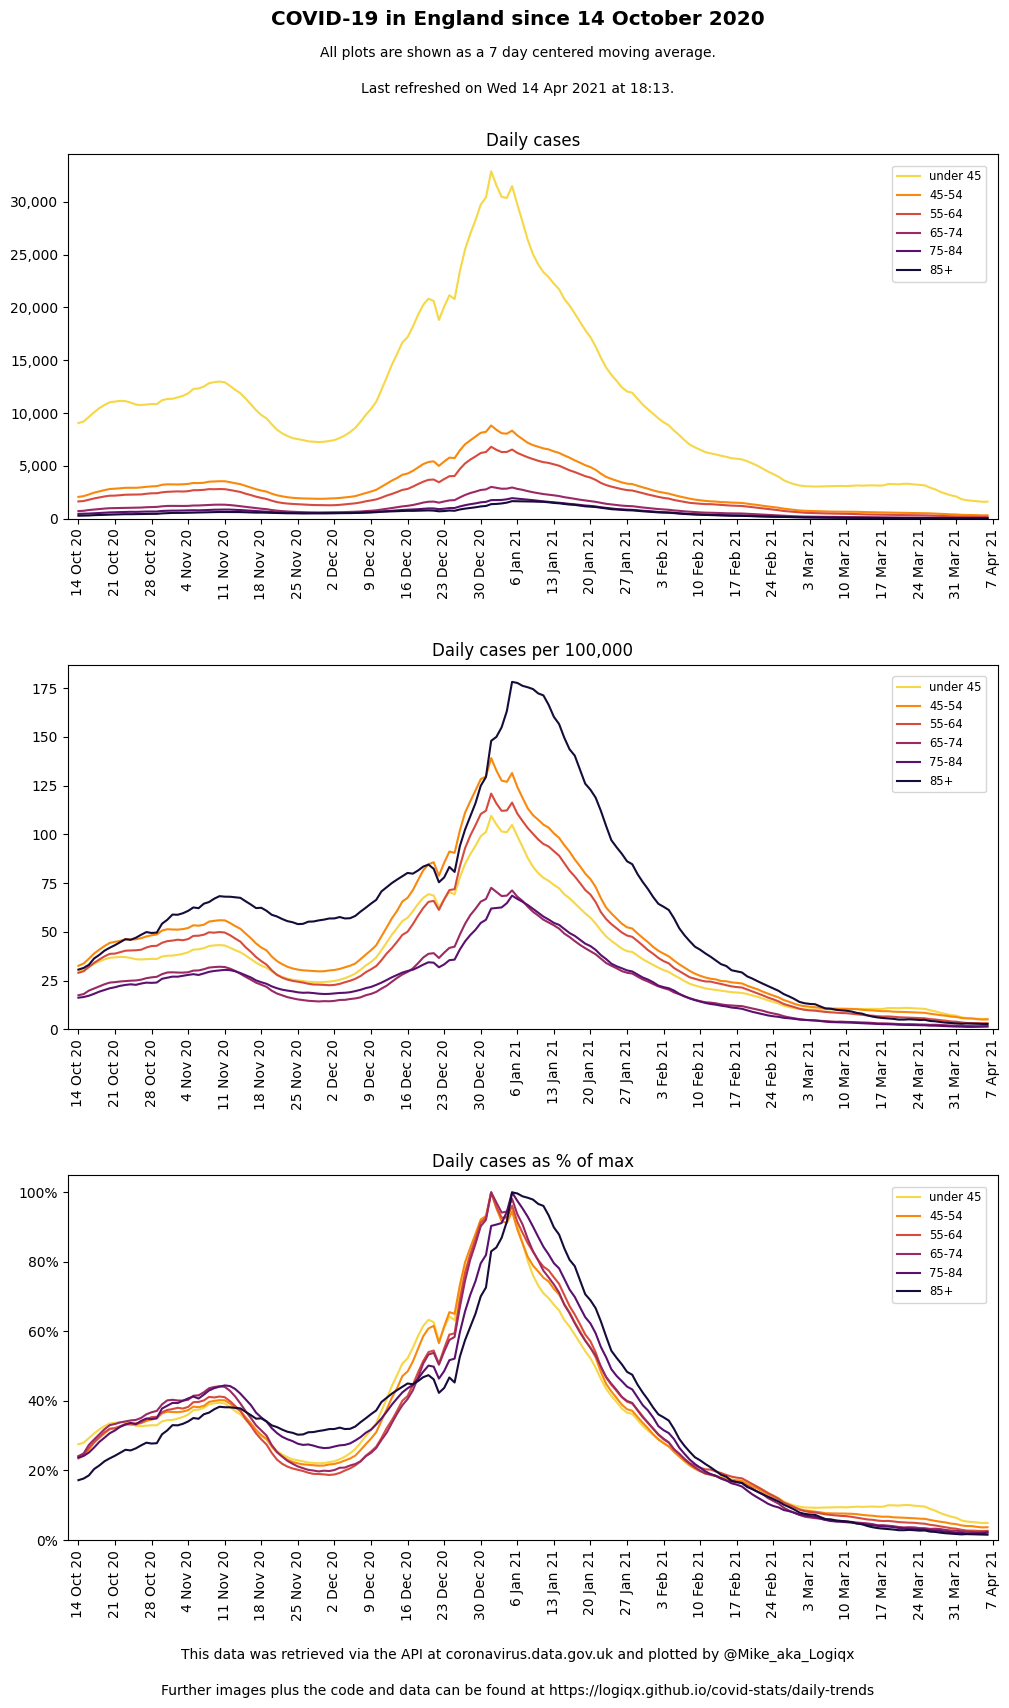 COVID-19 in England since 14 October 2020
All plots are shown as a 7 day centered moving average.
Last refreshed on Wed 14 Apr 2021 at 18:13.
Daily cases
30,000
25,000
20,000
15,000
10,000
5,000
0
under 45
45-54
55-64
65-74
75-84
85+
14 Oct 20
21 Oct 20
28 Oct 20
4 Nov 20
11 Nov 20
18 Nov 20
25 Nov 20
2 Dec 20
9 Dec 20
16 Dec 20
23 Dec 20
30 Dec 20
6 Jan 21
13 Jan 21
20 Jan 21
27 Jan 21
3 Feb 21
10 Feb 21
17 Feb 21
24 Feb 21
3 Mar 21
10 Mar 21
17 Mar 21
24 Mar 21
31 Mar 21
7 Apr 21
Daily cases per 100,000
175
150
125
100
75
50
25
0
under 45
45-54
55-64
65-74
75-84
85+
14 Oct 20
21 Oct 20
28 Oct 20
4 Nov 20
11 Nov 20
18 Nov 20
25 Nov 20
2 Dec 20
9 Dec 20
16 Dec 20
23 Dec 20
30 Dec 20
6 Jan 21
13 Jan 21
20 Jan 21
27 Jan 21
3 Feb 21
10 Feb 21
17 Feb 21
24 Feb 21
3 Mar 21
10 Mar 21
17 Mar 21
24 Mar 21
31 Mar 21
7 Apr 21
Daily cases as % of max
100%
80%
60%
40%
20%
0%
under 45
45-54
55-64
65-74
75-84
85+
14 Oct 20
21 Oct 20
28 Oct 20
4 Nov 20
11 Nov 20
18 Nov 20
25 Nov 20
2 Dec 20
9 Dec 20
16 Dec 20
23 Dec 20
30 Dec 20
6 Jan 21
13 Jan 21
20 Jan 21
27 Jan 21
3 Feb 21
10 Feb 21
17 Feb 21
24 Feb 21
3 Mar 21
10 Mar 21
17 Mar 21
24 Mar 21
31 Mar 21
7 Apr 21
This data was retrieved via the API at coronavirus.data.gov.uk and plotted by @Mike_aka_Logiqx
Further images plus the code and data can be found at https://logiqx.github.io/covid-stats/daily-trends